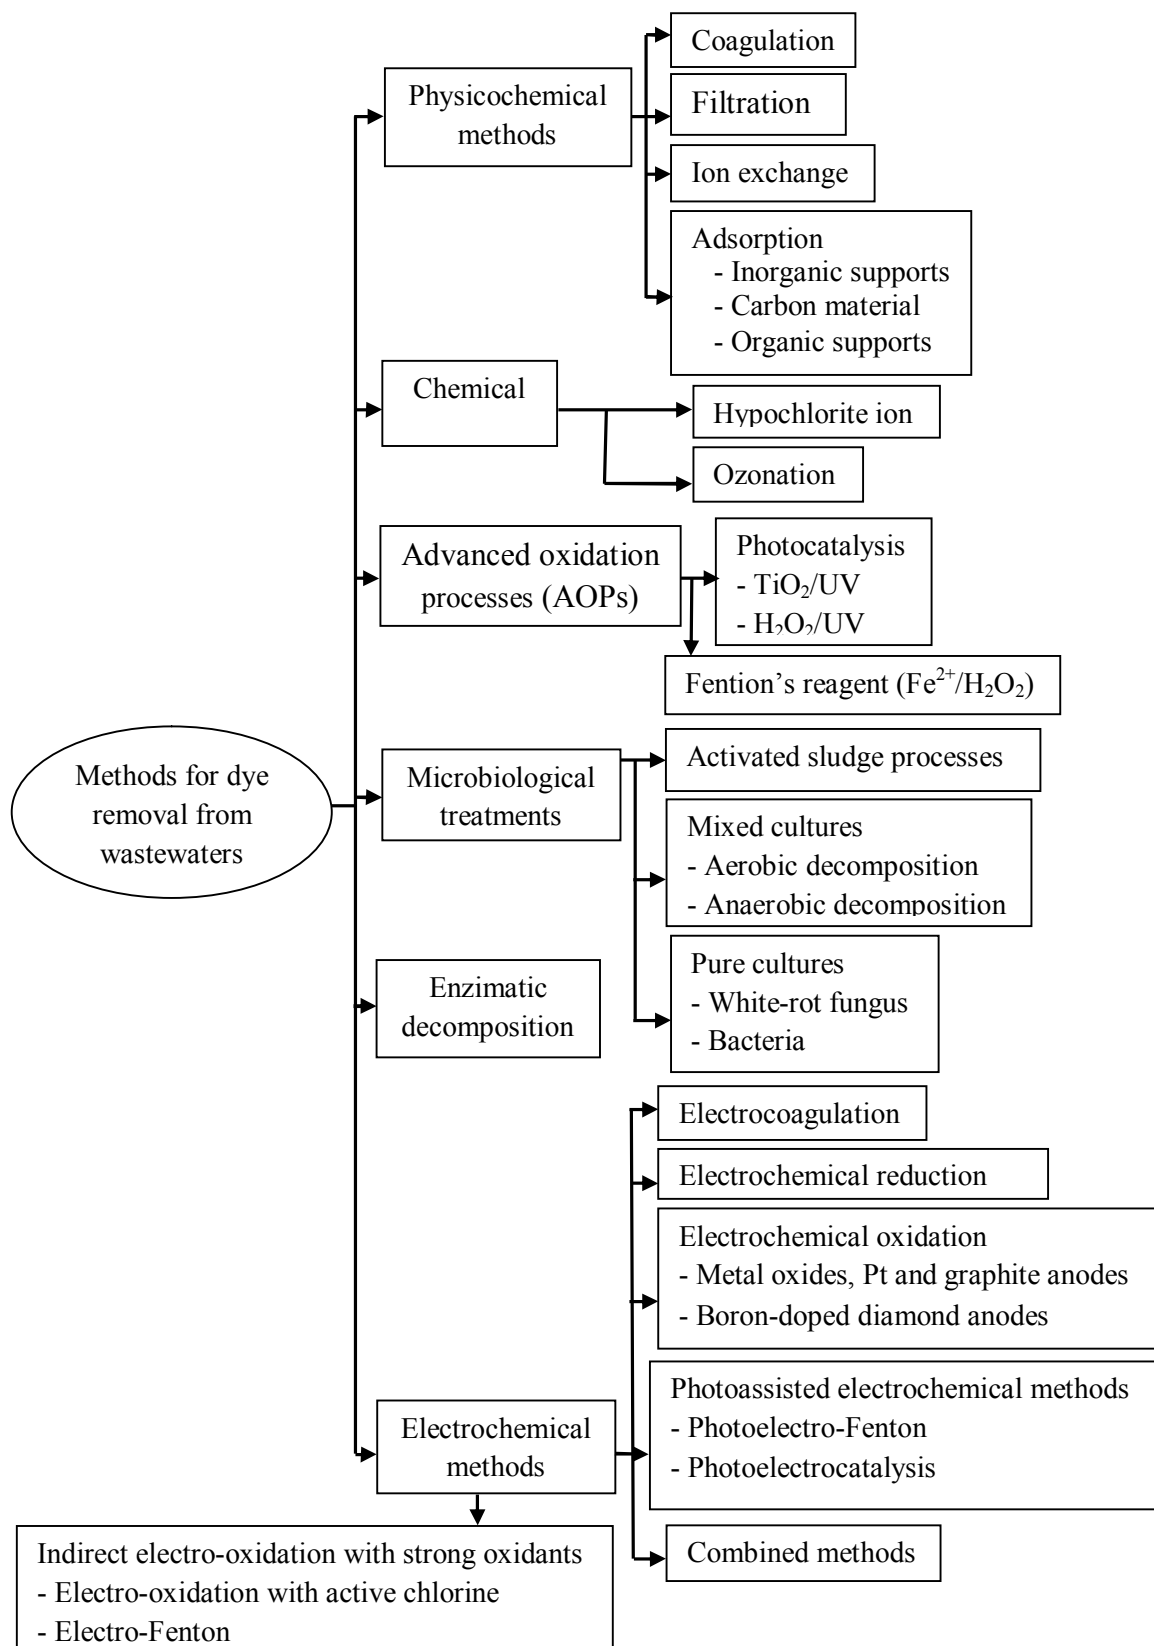 Coagulation
Physicochemical
methods
Filtration
Ion exchange
Adsorption
- Inorganic supports
- Carbon material
- Organic supports
Chemical
Hypochlorite ion
Ozonation
Advanced oxidation
processes (AOPs)
Photocatalysis
- TiO₂/UV
- H₂O₂/UV
Fention’s reagent (Fe²⁺/H₂O₂)
Methods for dye
removal from
wastewaters
Microbiological
treatments
Activated sludge processes
Mixed cultures
- Aerobic decomposition
- Anaerobic decomposition
Enzimatic
decomposition
Pure cultures
- White-rot fungus
- Bacteria
Electrocoagulation
Electrochemical reduction
Electrochemical oxidation
- Metal oxides, Pt and graphite anodes
- Boron-doped diamond anodes
Electrochemical
methods
Photoassisted electrochemical methods
- Photoelectro-Fenton
- Photoelectrocatalysis
Combined methods
Indirect electro-oxidation with strong oxidants
- Electro-oxidation with active chlorine
- Electro-Fenton